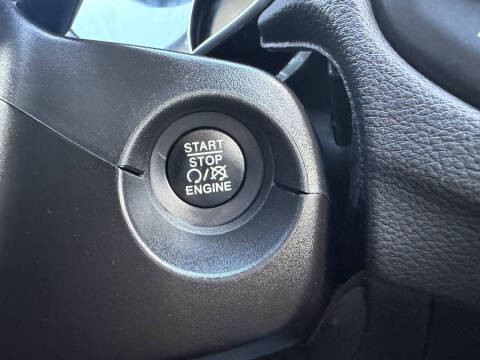 START
STOP
/
ENGINE